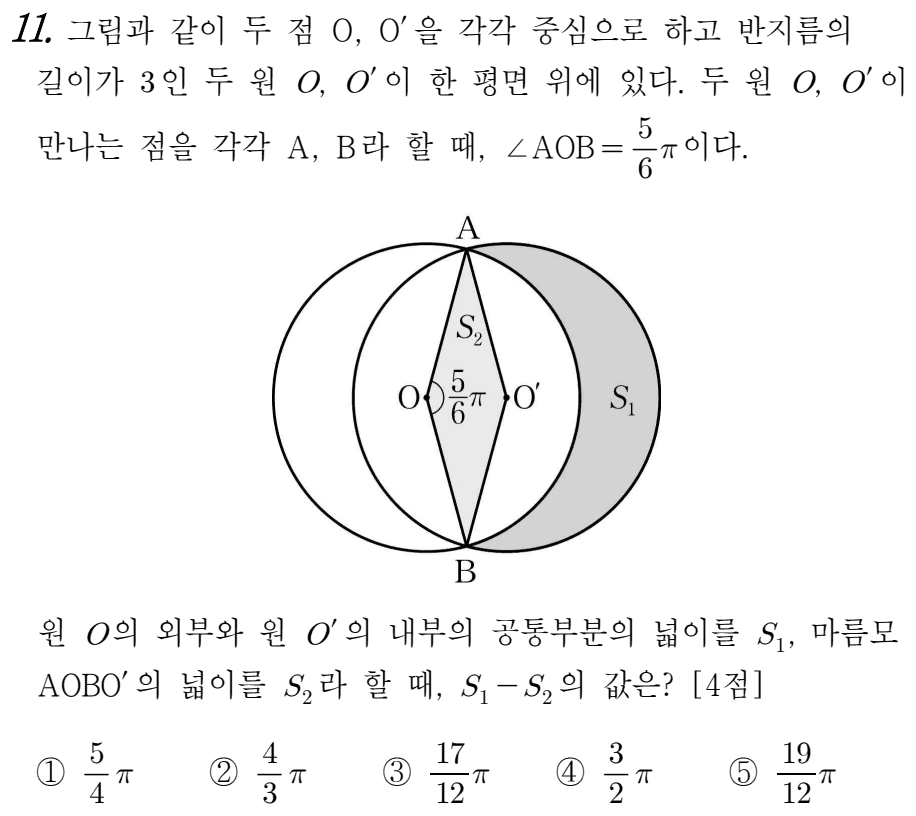 11. 그림과 같이 두 점 O, O′을 각각 중심으로 하고 반지름의
길이가 3인 두 원 O, O′이 한 평면 위에 있다. 두 원 O, O′이
만나는 점을 각각 A, B라 할 때, ∠AOB=5/6π이다.
A
S₂
O 5/6π O′ S₁
B
원 O의 외부와 원 O′의 내부의 공통부분의 넓이를 S₁, 마름모
AOBO′의 넓이를 S₂라 할 때, S₁−S₂의 값은? [4점]
① 5/4π ② 4/3π ③ 17/12π ④ 3/2π ⑤ 19/12π